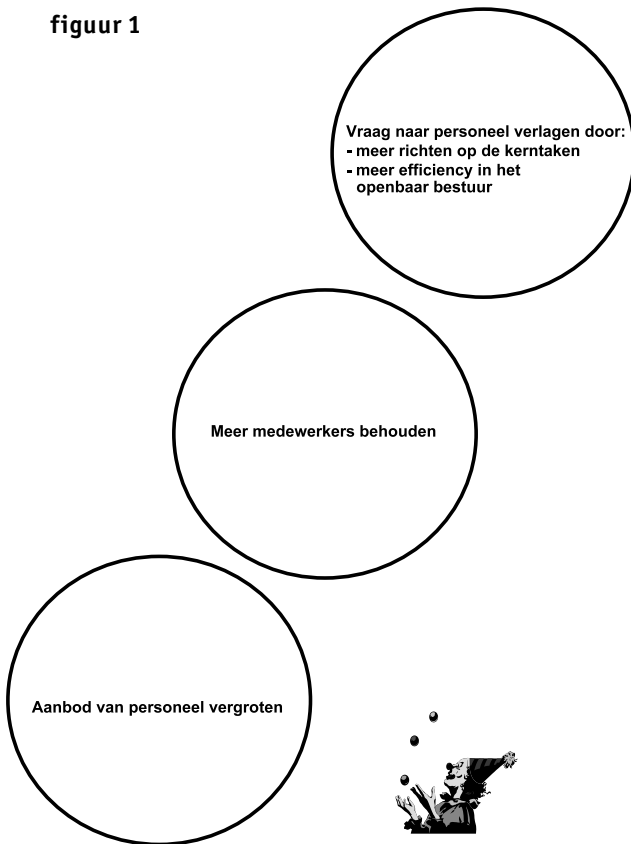 figuur 1
Vraag naar personeel verlagen door:
- meer richten op de kerntaken
- meer efficiency in het
openbaar bestuur
Meer medewerkers behouden
Aanbod van personeel vergroten